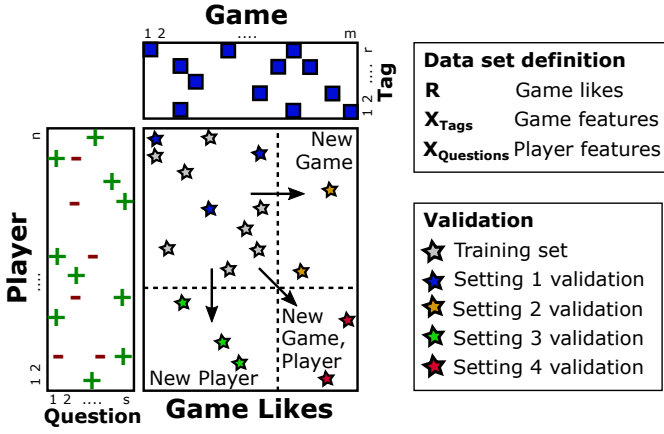 Game
1 2 .... m
1 2 .... r
Tag
Data set definition
R Game likes
X_Tags Game features
X_Questions Player features
Player
1 2 .... n
New
Game
New
Game,
Player
New Player
1 2 .... s
Question
Game Likes
Validation
Training set
Setting 1 validation
Setting 2 validation
Setting 3 validation
Setting 4 validation